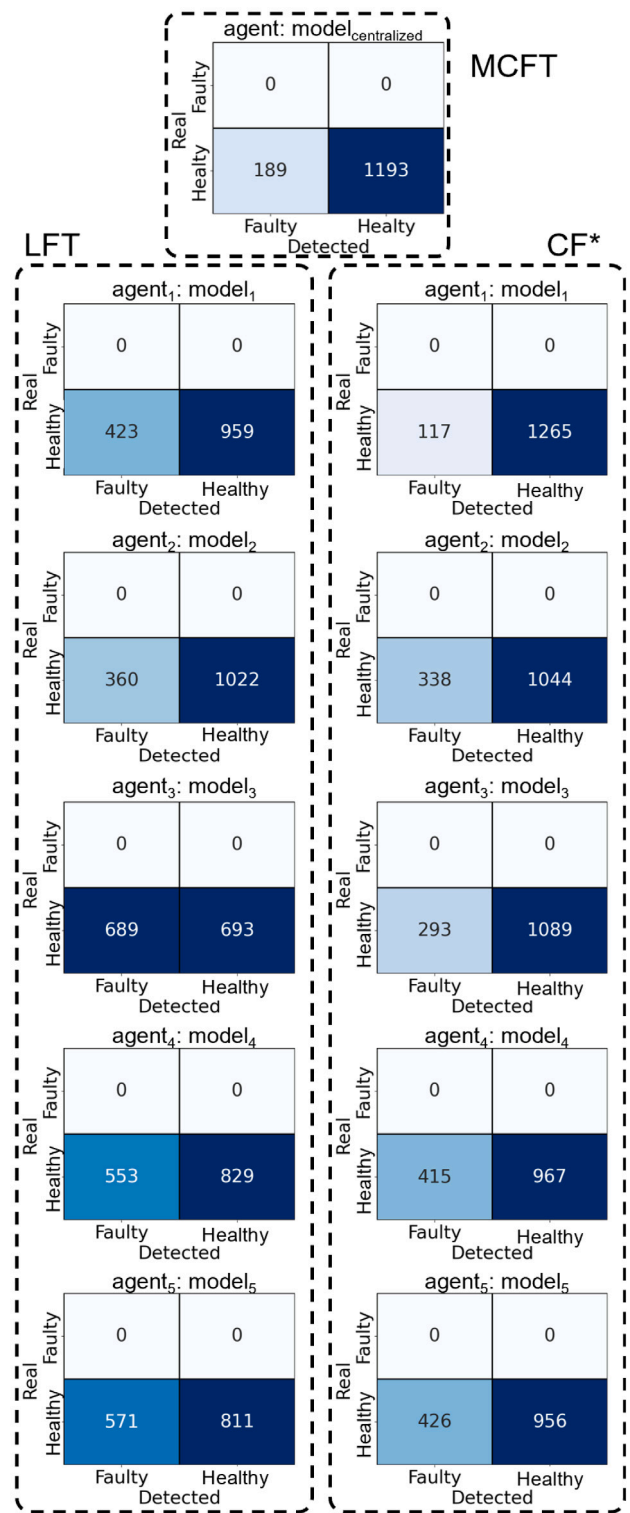 agent: model_centralized
MCFT
Real
Faulty
Healty
0 0
189 1193
Faulty Healty
Detected
LFT
agent₁: model₁
Real
Faulty
Healthy
0 0
423 959
Faulty Healthy
Detected
agent₂: model₂
Real
Faulty
Healthy
0 0
360 1022
Faulty Healthy
Detected
agent₃: model₃
Real
Faulty
Healthy
0 0
689 693
Faulty Healthy
Detected
agent₄: model₄
Real
Faulty
Healthy
0 0
553 829
Faulty Healthy
Detected
agent₅: model₅
Real
Faulty
Healthy
0 0
571 811
Faulty Healthy
Detected
CF*
agent₁: model₁
Real
Faulty
Healthy
0 0
117 1265
Faulty Healthy
Detected
agent₂: model₂
Real
Faulty
Healthy
0 0
338 1044
Faulty Healthy
Detected
agent₃: model₃
Real
Faulty
Healthy
0 0
293 1089
Faulty Healthy
Detected
agent₄: model₄
Real
Faulty
Healthy
0 0
415 967
Faulty Healthy
Detected
agent₅: model₅
Real
Faulty
Healthy
0 0
426 956
Faulty Healthy
Detected